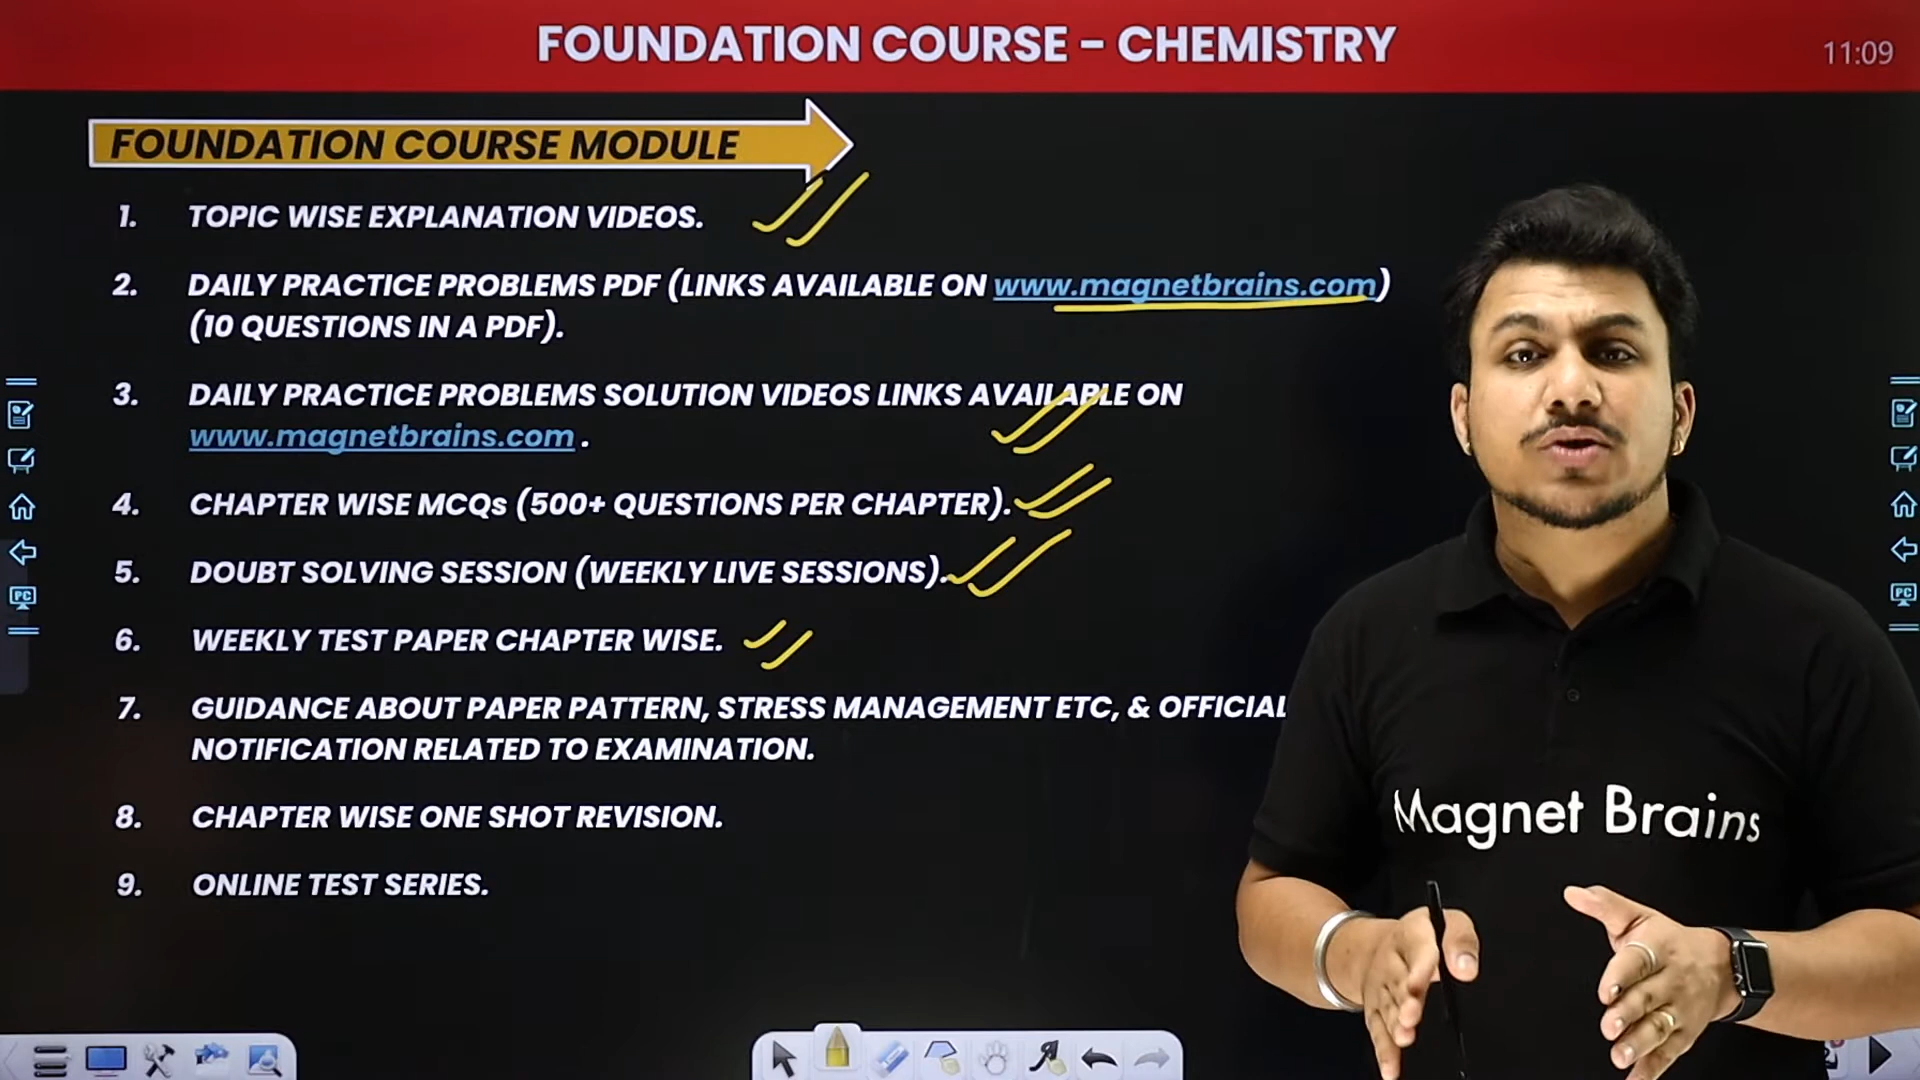 FOUNDATION COURSE - CHEMISTRY
11:09
FOUNDATION COURSE MODULE
1. TOPIC WISE EXPLANATION VIDEOS.
2. DAILY PRACTICE PROBLEMS PDF (LINKS AVAILABLE ON www.magnetbrains.com)
(10 QUESTIONS IN A PDF).
3. DAILY PRACTICE PROBLEMS SOLUTION VIDEOS LINKS AVAILABLE ON
www.magnetbrains.com .
4. CHAPTER WISE MCQs (500+ QUESTIONS PER CHAPTER).
5. DOUBT SOLVING SESSION (WEEKLY LIVE SESSIONS).
6. WEEKLY TEST PAPER CHAPTER WISE.
7. GUIDANCE ABOUT PAPER PATTERN, STRESS MANAGEMENT ETC, & OFFICIAL
NOTIFICATION RELATED TO EXAMINATION.
8. CHAPTER WISE ONE SHOT REVISION.
9. ONLINE TEST SERIES.
Magnet Brains
PC
PC